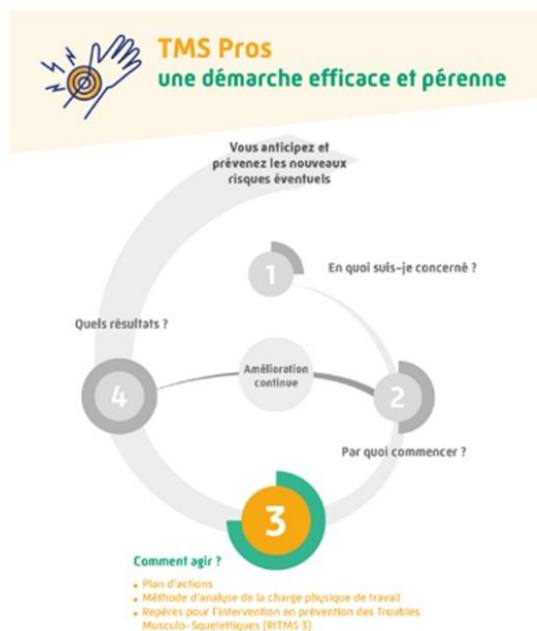 TMS Pros
une démarche efficace et pérenne
Vous anticipez et
prévenez les nouveaux
risques éventuels
1
En quoi suis-je concerné ?
Quels résultats ?
Amélioration
continue
4
2
Par quoi commencer ?
3
Comment agir ?
• Plan d'actions
• Méthode d'analyse de la charge physique de travail
• Repères pour l'intervention en prévention des Troubles
Musculo-Squelettiques (RITMS 3)